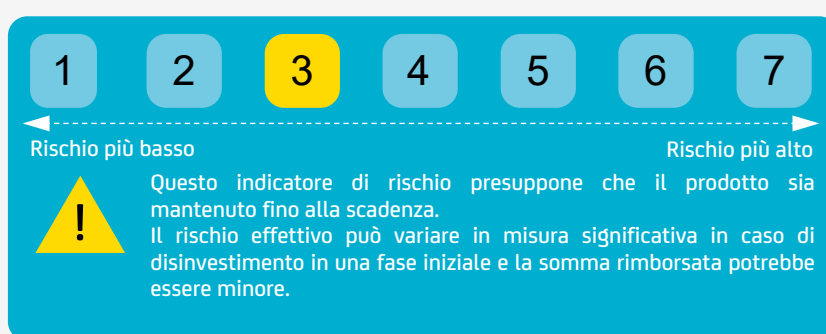 1 2 3 4 5 6 7
Rischio più basso Rischio più alto
!
Questo indicatore di rischio presuppone che il prodotto sia
mantenuto fino alla scadenza.
Il rischio effettivo può variare in misura significativa in caso di
disinvestimento in una fase iniziale e la somma rimborsata potrebbe
essere minore.